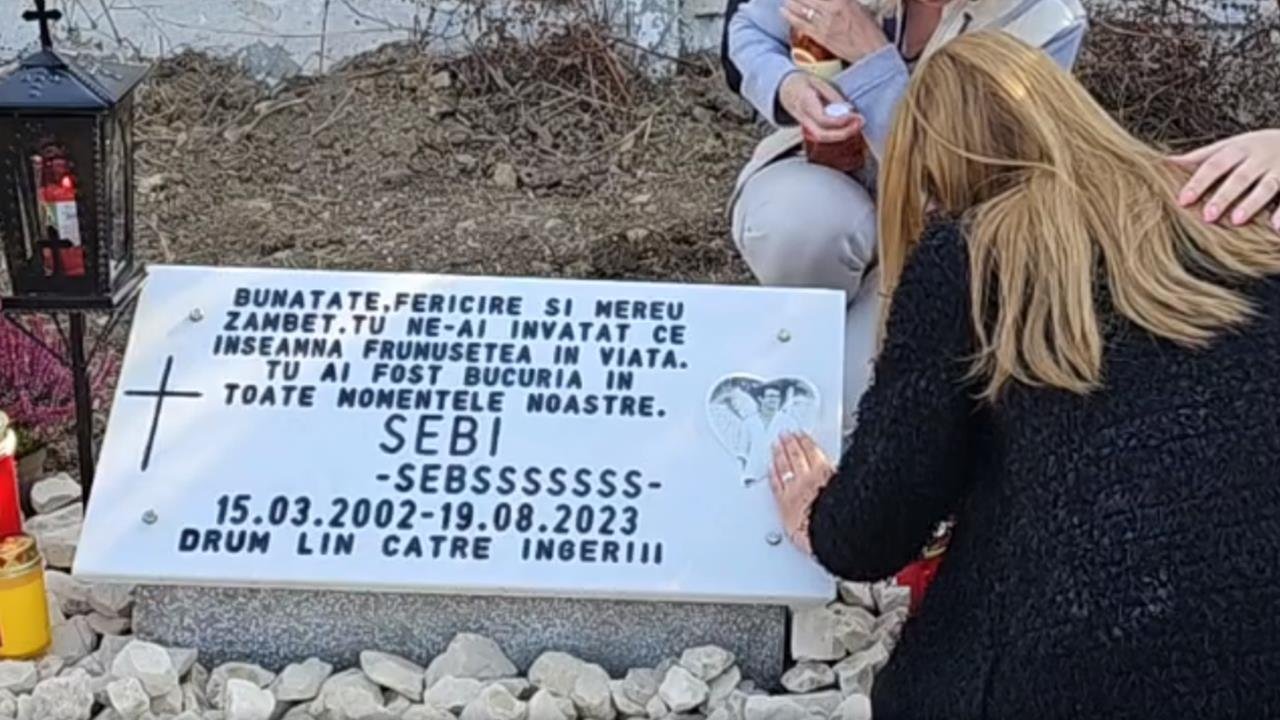 BUNATATE,FERICIRE SI MEREU
ZAMBET.TU NE-AI INVATAT CE
INSEAMNA FRUMUSETEA IN VIATA.
TU AI FOST BUCURIA IN
TOATE MOMENTELE NOASTRE.
SEBI
-SEBSSSSSSS-
15.03.2002-19.08.2023
DRUM LIN CATRE INGERI!!